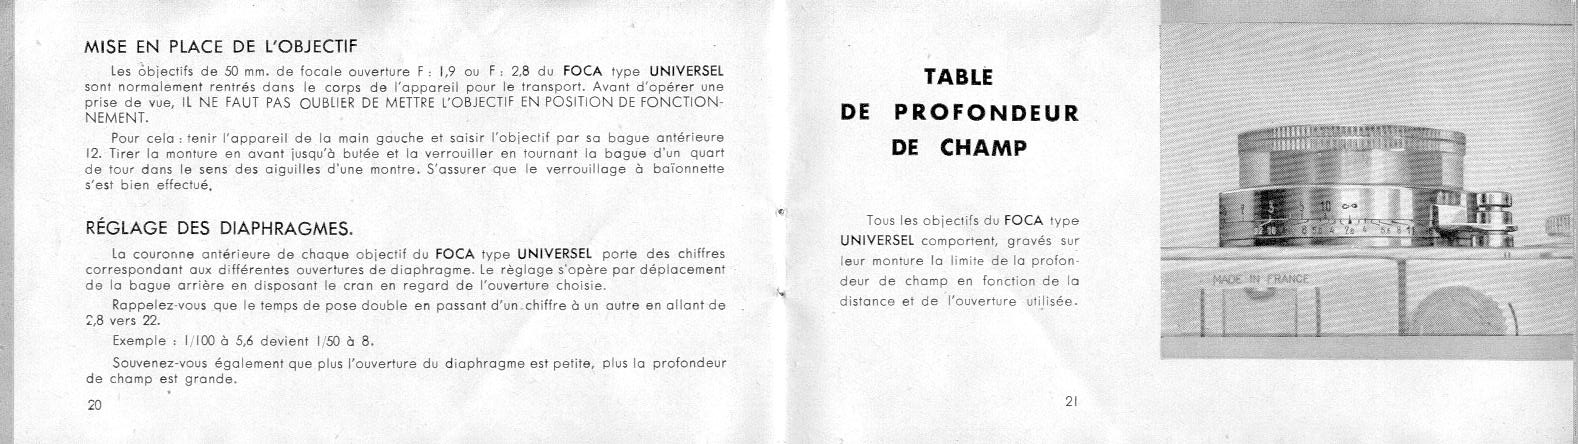 MISE EN PLACE DE L'OBJECTIF
Les objectifs de 50 mm. de focale ouverture F : 1,9 ou F : 2,8 du FOCA type UNIVERSEL
sont normalement rentrés dans le corps de l'appareil pour le transport. Avant d'opérer une
prise de vue, IL NE FAUT PAS OUBLIER DE METTRE L'OBJECTIF EN POSITION DE FONCTION-
NEMENT.
Pour cela : tenir l'appareil de la main gauche et saisir l'objectif par sa bague antérieure
12. Tirer la monture en avant jusqu'à butée et la verrouiller en tournant la bague d'un quart
de tour dans le sens des aiguilles d'une montre. S'assurer que le verrouillage à baïonnette
s'est bien effectué.
RÉGLAGE DES DIAPHRAGMES.
La couronne antérieure de chaque objectif du FOCA type UNIVERSEL porte des chiffres
correspondant aux différentes ouvertures de diaphragme. Le règlage s'opère par déplacement
de la bague arrière en disposant le cran en regard de l'ouverture choisie.
Rappelez-vous que le temps de pose double en passant d'un chiffre à un autre en allant de
2,8 vers 22.
Exemple : 1/100 à 5,6 devient 1/50 à 8.
Souvenez-vous également que plus l'ouverture du diaphragme est petite, plus la profondeur
de champ est grande.
20
TABLE
DE PROFONDEUR
DE CHAMP
Tous les objectifs du FOCA type
UNIVERSEL comportent, gravés sur
leur monture la limite de la profon-
deur de champ en fonction de la
distance et de l'ouverture utilisée.
21
10 ∞
MADE IN FRANCE